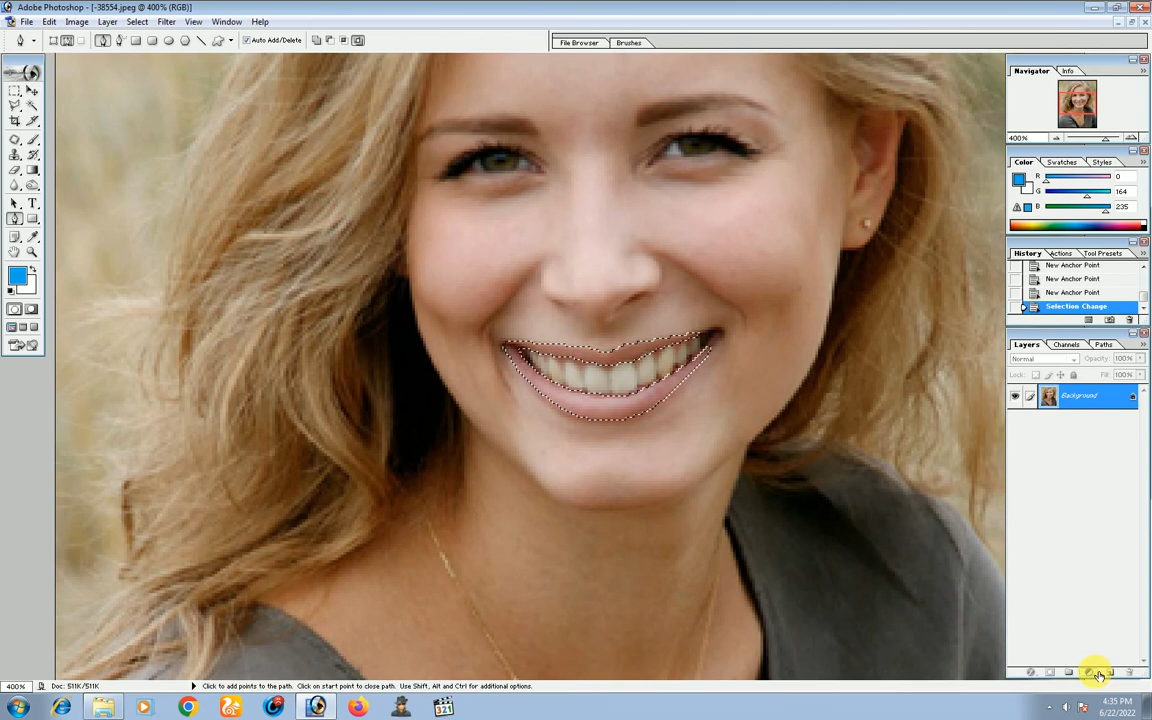 Adobe Photoshop - [-38554.jpeg @ 400% (RGB)]
File Edit Image Layer Select Filter View Window Help
Auto Add/Delete
File Browser Brushes
Navigator Info
400%
Color Swatches Styles
R 0
G 164
B 235
History Actions Tool Presets
New Anchor Point
New Anchor Point
New Anchor Point
Selection Change
Layers Channels Paths
Normal Opacity: 100%
Lock: Fill: 100%
Background
T
400% Doc: 511K/511K Click to add points to the path. Click on start point to close path. Use Shift, Alt and Ctrl for additional options.
321
4:35 PM
6/22/2022